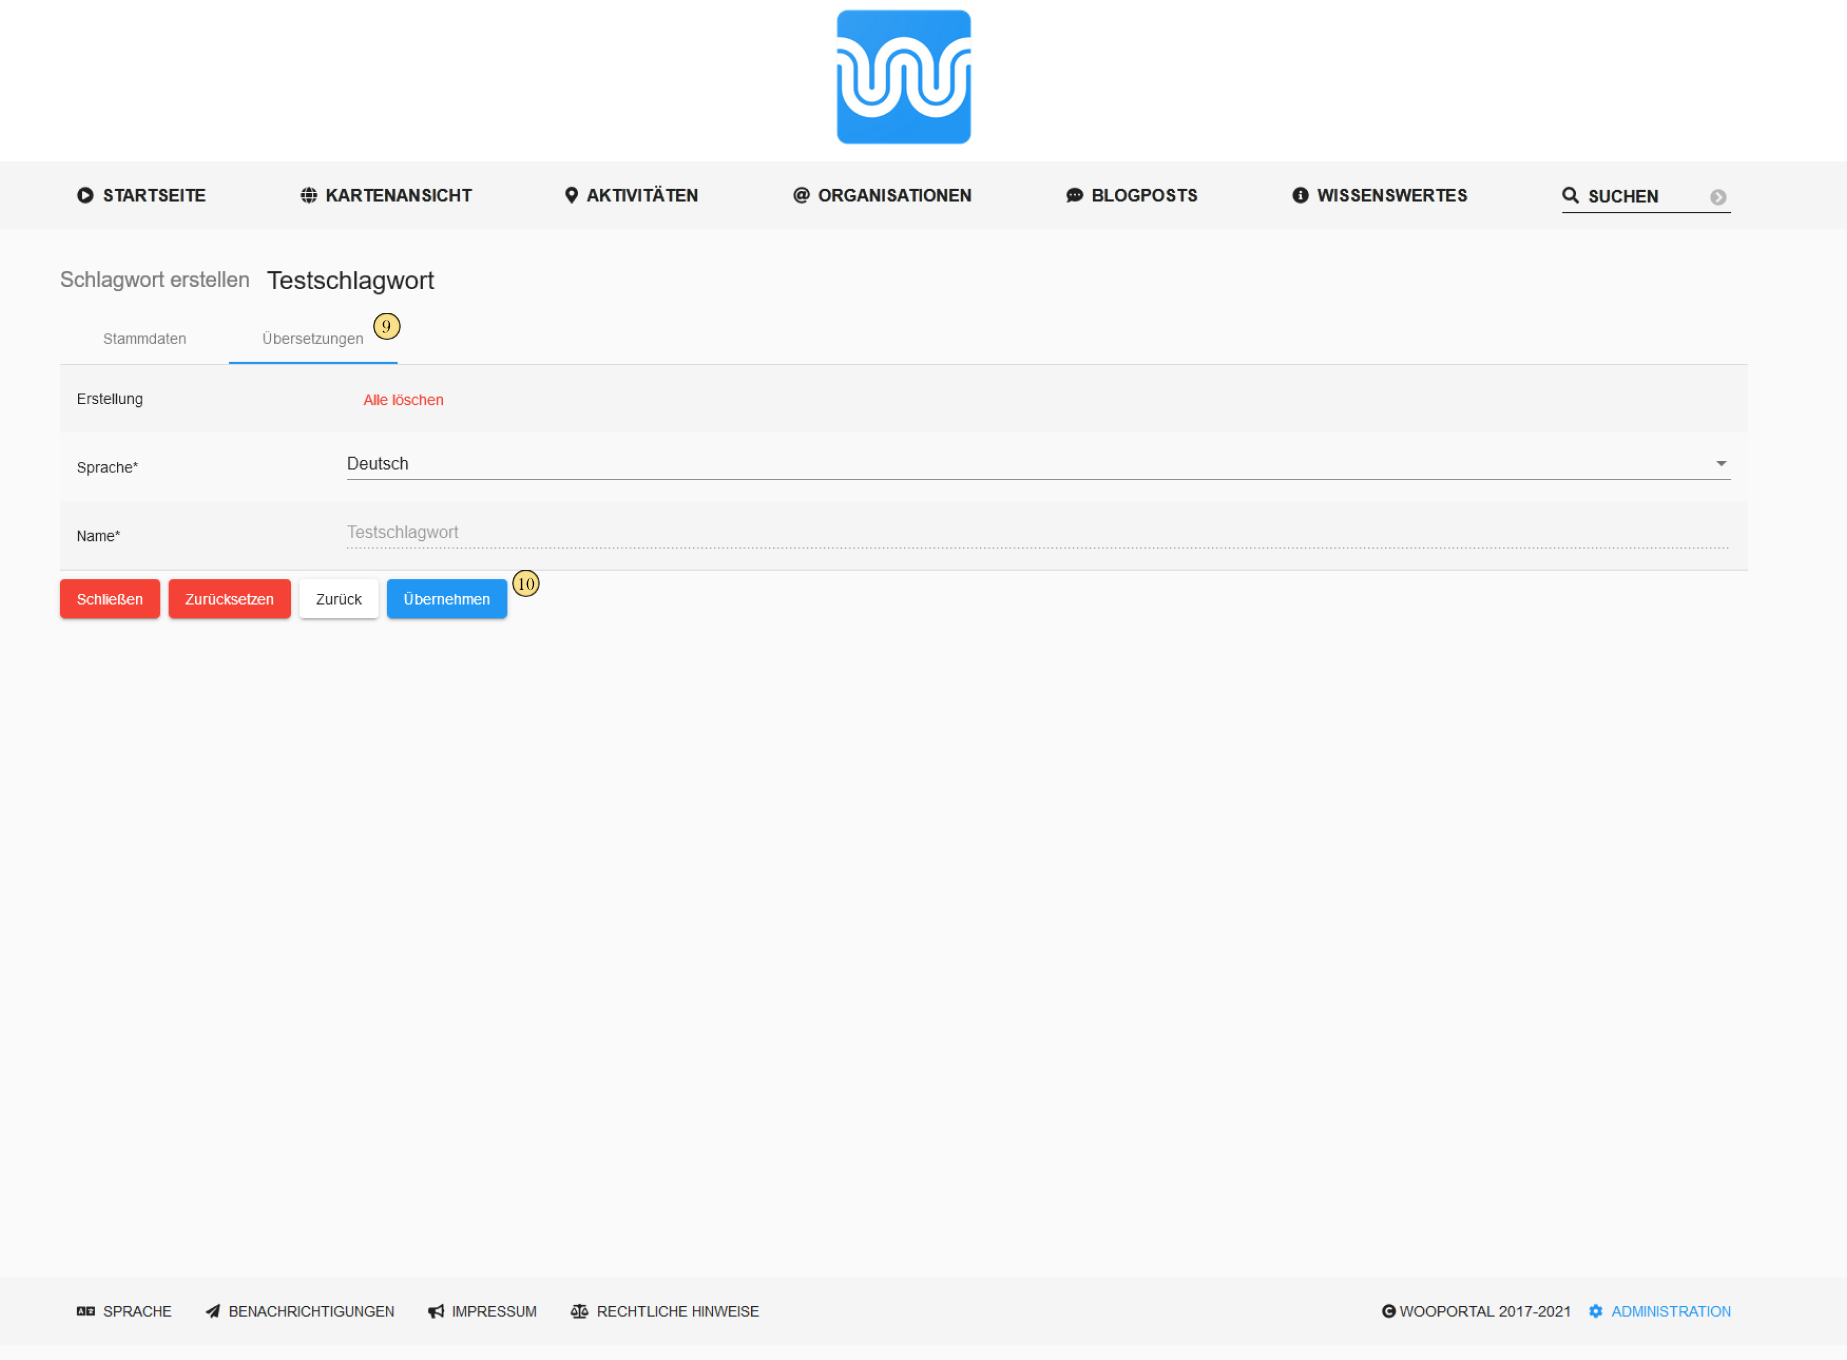 STARTSEITE KARTENANSICHT AKTIVITÄTEN ORGANISATIONEN BLOGPOSTS WISSENSWERTES SUCHEN
Schlagwort erstellen Testschlagwort
Stammdaten Übersetzungen 9
Erstellung Alle löschen
Sprache* Deutsch
Name* Testschlagwort
Schließen Zurücksetzen Zurück Übernehmen 10
SPRACHE BENACHRICHTIGUNGEN IMPRESSUM RECHTLICHE HINWEISE WOOPORTAL 2017-2021 ADMINISTRATION